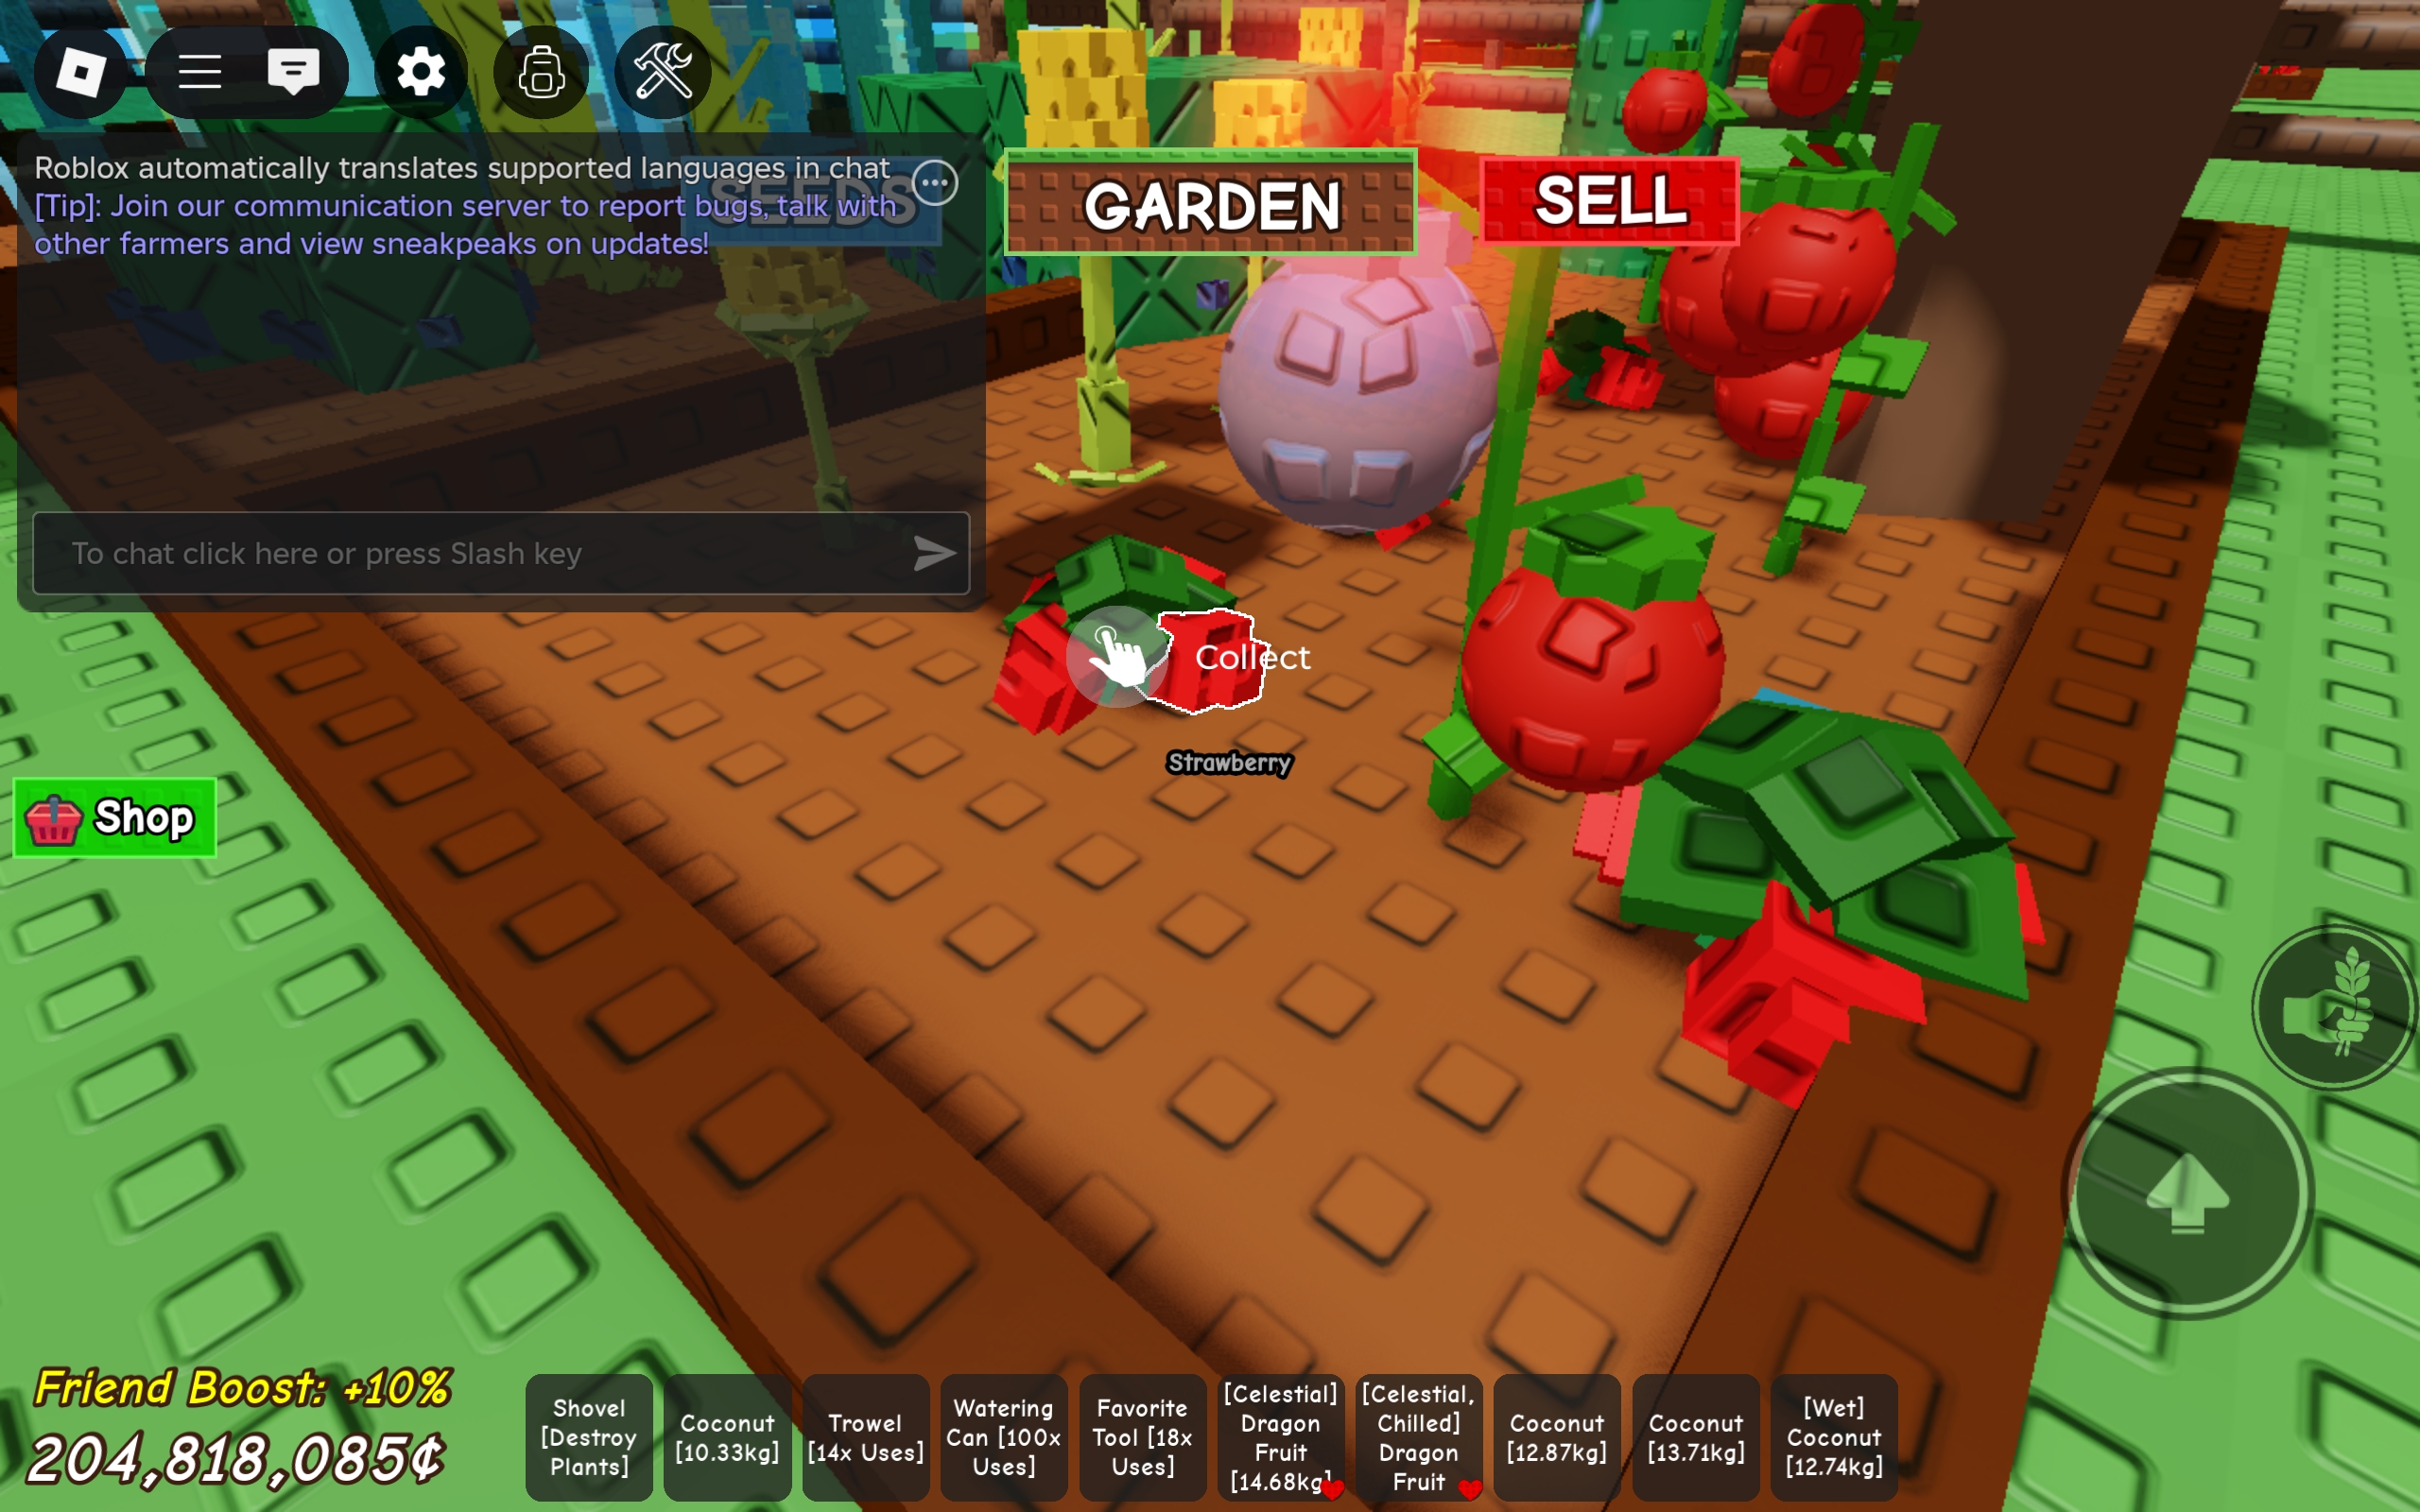 Roblox automatically translates supported languages in chat
[Tip]: Join our communication server to report bugs, talk with
other farmers and view sneakpeaks on updates!
SEEDS
GARDEN
SELL
To chat click here or press Slash key
Collect
Strawberry
Shop
Friend Boost: +10%
204,818,085¢
Shovel
[Destroy
Plants]
Coconut
[10.33kg]
Trowel
[14x Uses]
Watering
Can [100x
Uses]
Favorite
Tool [18x
Uses]
[Celestial]
Dragon
Fruit
[14.68kg]
[Celestial,
Chilled]
Dragon
Fruit
Coconut
[12.87kg]
Coconut
[13.71kg]
[Wet]
Coconut
[12.74kg]